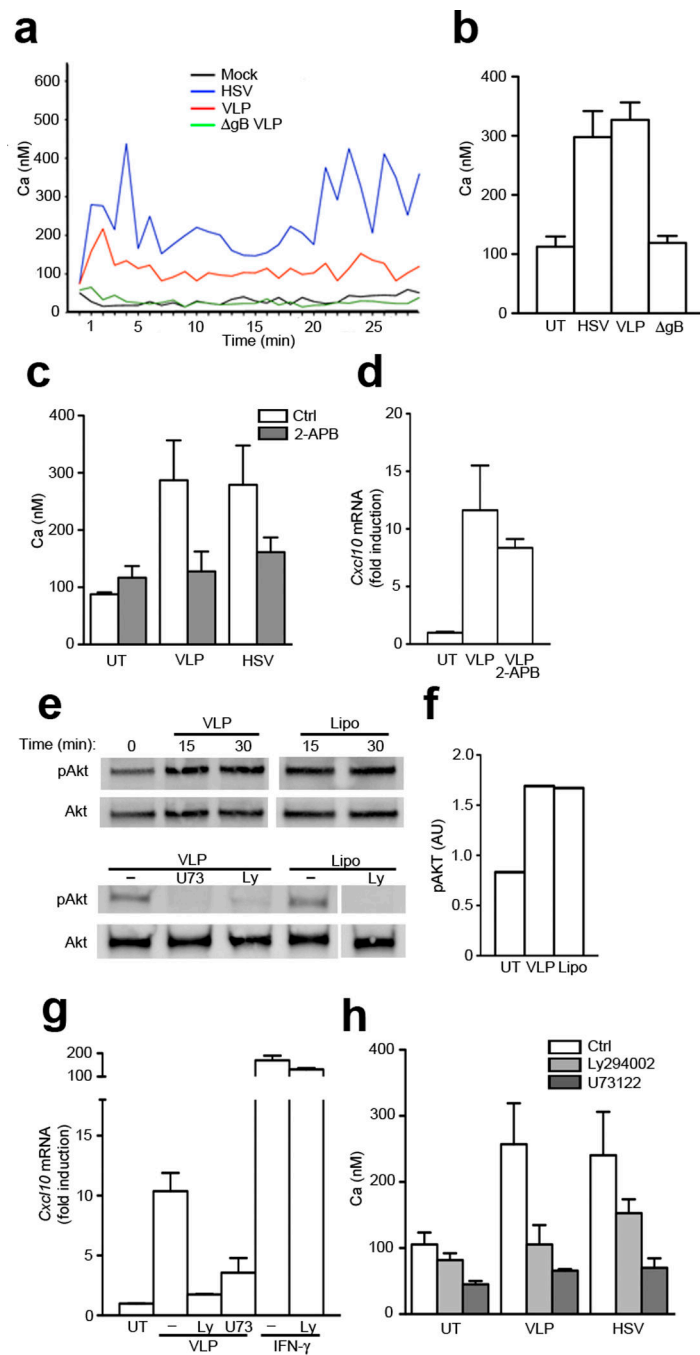 a
600
500
400
300
200
100
0
Ca (nM)
Mock
HSV
VLP
ΔgB VLP
1 5 10 15 20 25
Time (min)
b
400
300
200
100
0
Ca (nM)
UT HSV VLP ΔgB
c
400
300
200
100
0
Ca (nM)
Ctrl
2-APB
UT VLP HSV
d
20
15
10
5
0
Cxcl10 mRNA
(fold induction)
UT VLP VLP
2-APB
e
VLP Lipo
Time (min): 0 15 30 15 30
pAkt
Akt
VLP Lipo
– U73 Ly – Ly
pAkt
Akt
f
2.0
1.5
1.0
0.5
0
pAKT (AU)
UT VLP Lipo
g
200
100
15
10
5
0
Cxcl10 mRNA
(fold induction)
UT – Ly U73 – Ly
VLP IFN-γ
h
400
300
200
100
0
Ca (nM)
Ctrl
Ly294002
U73122
UT VLP HSV